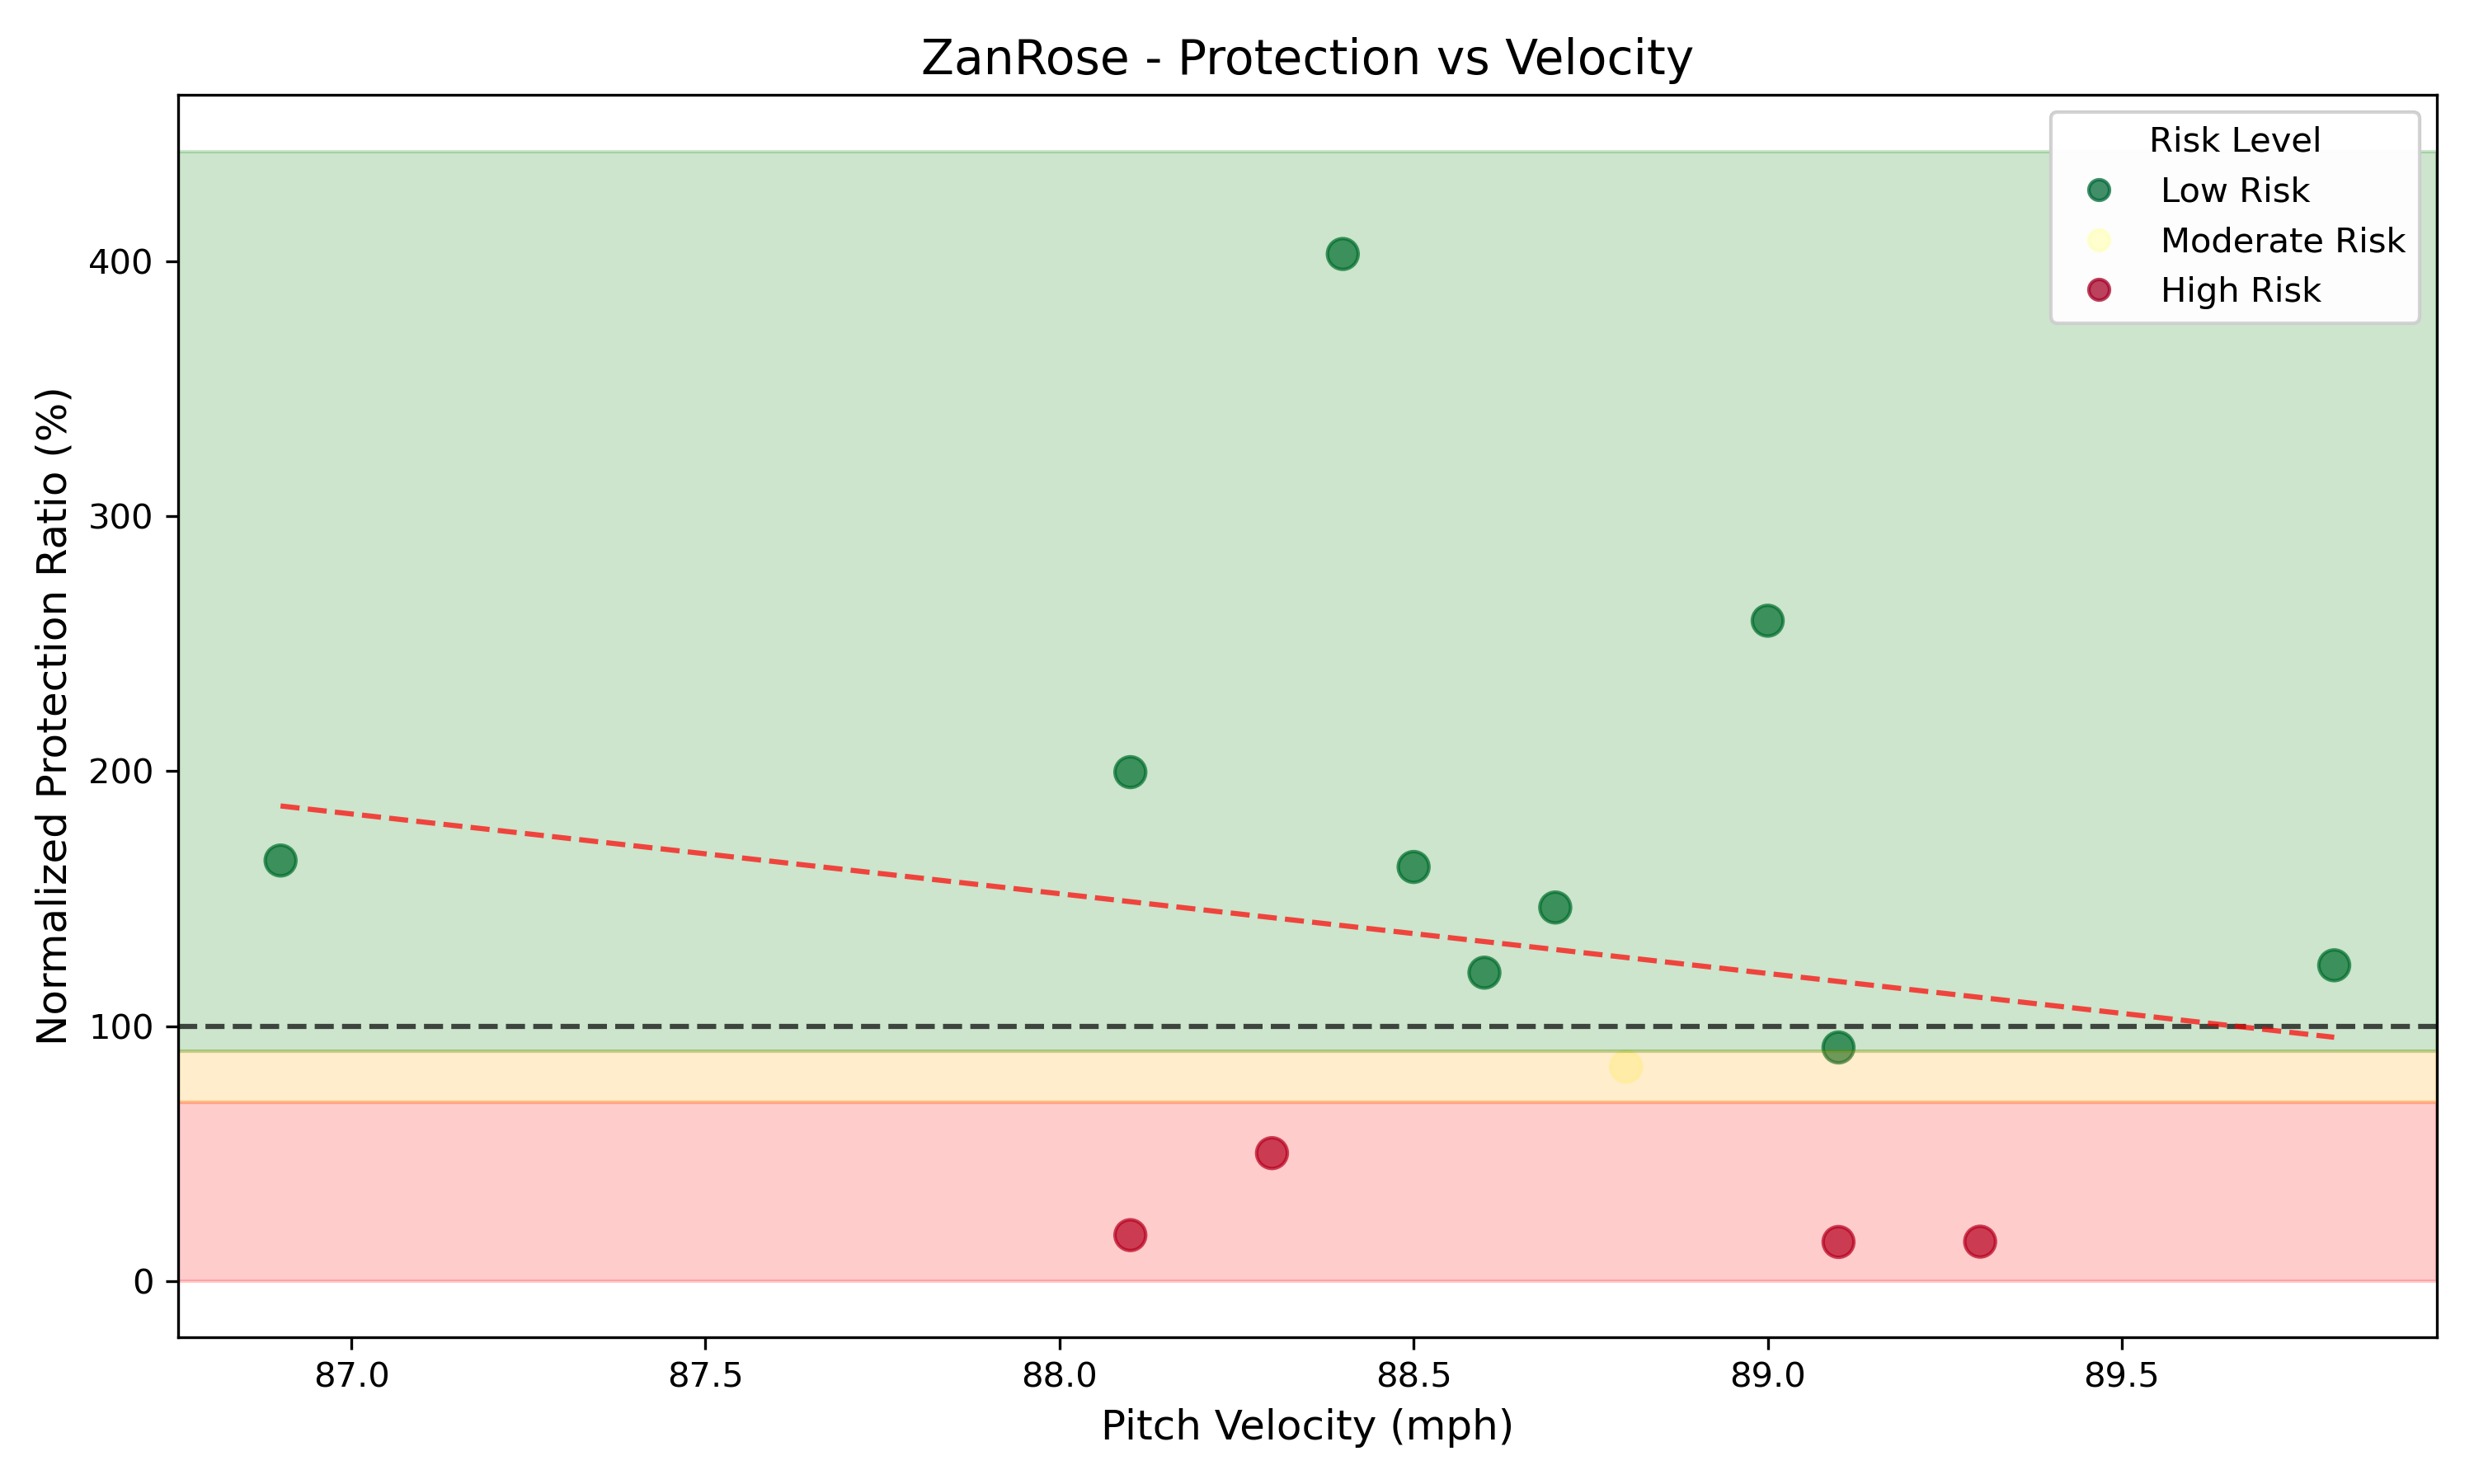 ZanRose - Protection vs Velocity
Risk Level
Low Risk
Moderate Risk
High Risk
Normalized Protection Ratio (%)
400
300
200
100
0
87.0 87.5 88.0 88.5 89.0 89.5
Pitch Velocity (mph)